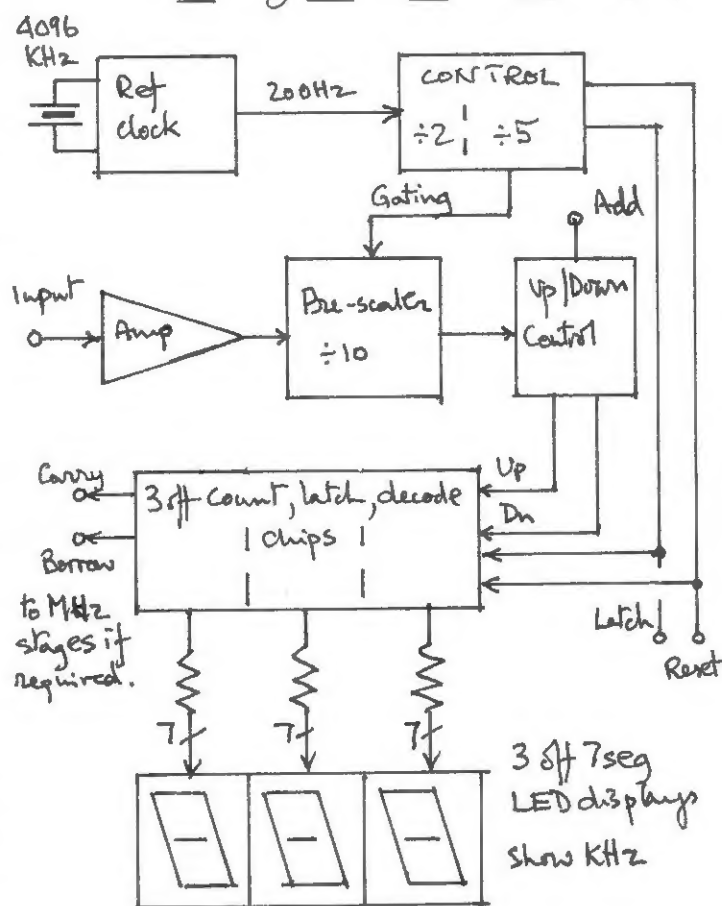 4096
KHz
Ref
clock
200Hz
CONTROL
÷2 ÷5
Gating
Add
Input
Amp
Pre-scaler
÷10
Up/Down
Control
Up
Dn
Carry
Borrow
to MHz
stages if
required.
3 off count, latch, decode
chips
Latch
Reset
7 7 7
3 off 7seg
LED displays
show KHz